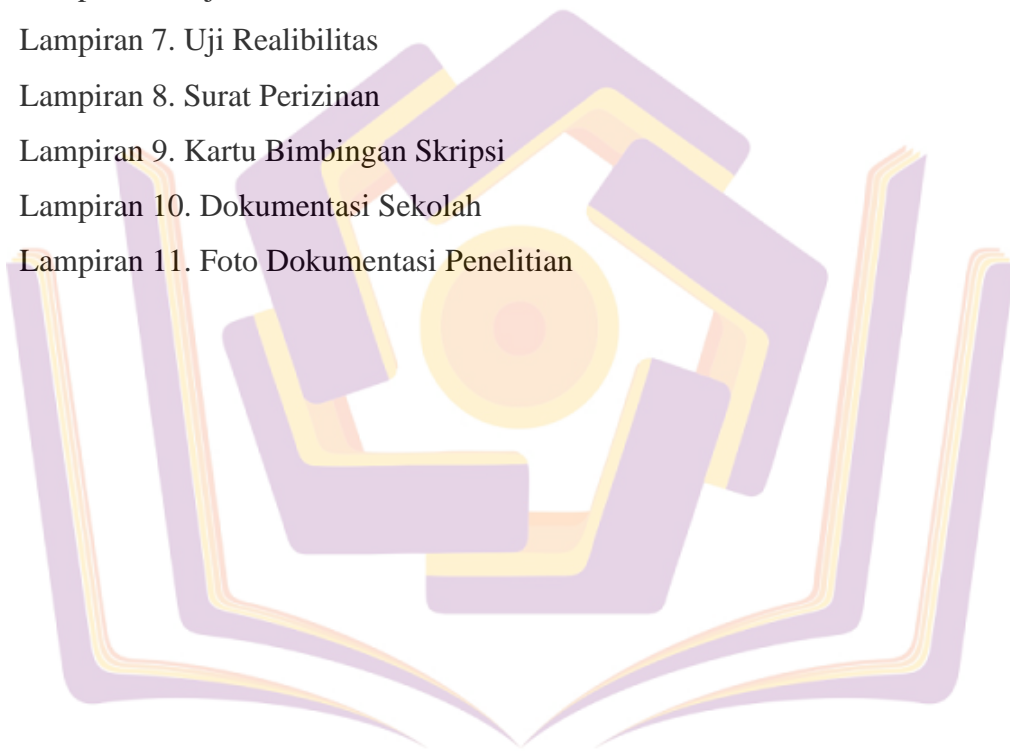 Lampiran 7. Uji Realibilitas
Lampiran 8. Surat Perizinan
Lampiran 9. Kartu Bimbingan Skripsi
Lampiran 10. Dokumentasi Sekolah
Lampiran 11. Foto Dokumentasi Penelitian